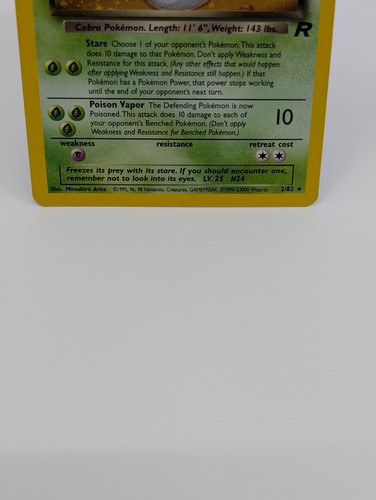 Cobra Pokémon. Length: 11' 6", Weight: 143 lbs.
R
Stare Choose 1 of your opponent's Pokémon. This attack
does 10 damage to that Pokémon. Don't apply Weakness and
Resistance for this attack. (Any other effects that would happen
after applying Weakness and Resistance still happen.) If that
Pokémon has a Pokémon Power, that power stops working
until the end of your opponent's next turn.
Poison Vapor The Defending Pokémon is now
Poisoned. This attack does 10 damage to each of
your opponent's Benched Pokémon. (Don't apply
Weakness and Resistance for Benched Pokémon.)
10
weakness resistance retreat cost
Freezes its prey with its stare. If you should encounter one,
remember not to look into its eyes. LV. 25 #24
Illus. Mitsuhiro Arita ©1995, 96, 98 Nintendo, Creatures, GAMEFREAK. ©1999-2000 Wizards. 2/82 ★